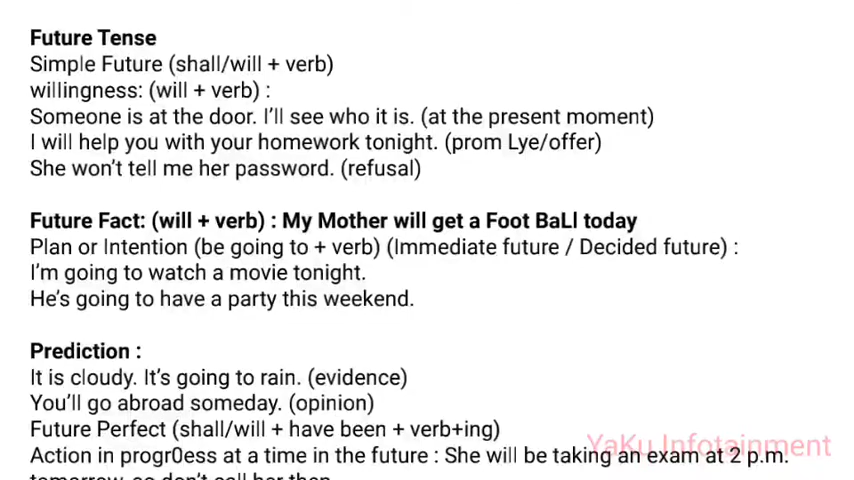 Future Tense
Simple Future (shall/will + verb)
willingness: (will + verb) :
Someone is at the door. I'll see who it is. (at the present moment)
I will help you with your homework tonight. (prom Lye/offer)
She won't tell me her password. (refusal)
Future Fact: (will + verb) : My Mother will get a Foot BaLl today
Plan or Intention (be going to + verb) (Immediate future / Decided future) :
I'm going to watch a movie tonight.
He's going to have a party this weekend.
Prediction :
It is cloudy. It's going to rain. (evidence)
You'll go abroad someday. (opinion)
Future Perfect (shall/will + have been + verb+ing)
YaKu Infotainment
Action in progr0ess at a time in the future : She will be taking an exam at 2 p.m.
tomorrow, so don't call her then.